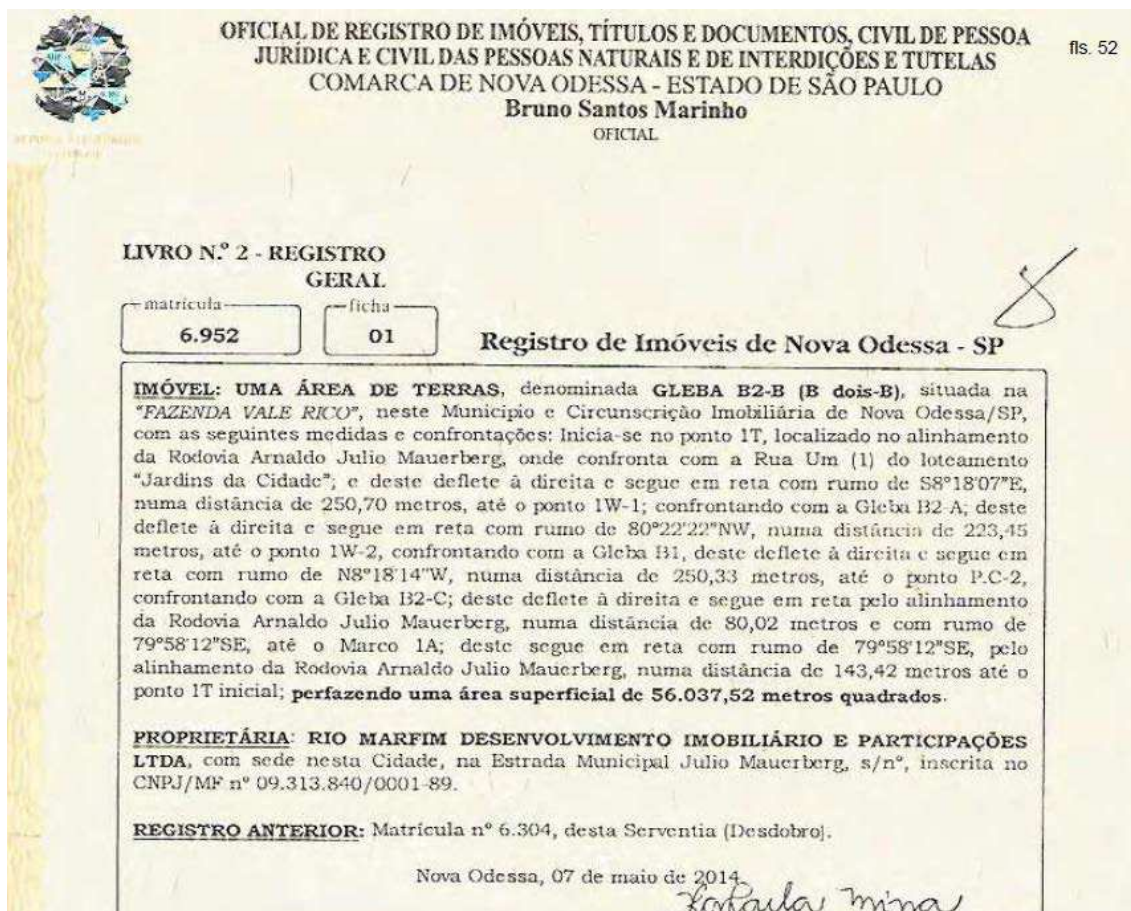 OFICIAL DE REGISTRO DE IMÓVEIS, TÍTULOS E DOCUMENTOS, CIVIL DE PESSOA
JURÍDICA E CIVIL DAS PESSOAS NATURAIS E DE INTERDIÇÕES E TUTELAS
COMARCA DE NOVA ODESSA - ESTADO DE SÃO PAULO
Bruno Santos Marinho
OFICIAL
fls. 52
LIVRO N.º 2 - REGISTRO
GERAL
matrícula
6.952
ficha
01
Registro de Imóveis de Nova Odessa - SP
IMÓVEL: UMA ÁREA DE TERRAS, denominada GLEBA B2-B (B dois-B), situada na
"FAZENDA VALE RICO", neste Município e Circunscrição Imobiliária de Nova Odessa/SP,
com as seguintes medidas e confrontações: Inicia-se no ponto 1T, localizado no alinhamento
da Rodovia Arnaldo Julio Mauerberg, onde confronta com a Rua Um (1) do loteamento
"Jardins da Cidade"; e deste deflete à direita e segue em reta com rumo de S8°18'07"E,
numa distância de 250,70 metros, até o ponto 1W-1; confrontando com a Gleba B2-A; deste
deflete à direita e segue em reta com rumo de 80°22'22"NW, numa distância de 223,45
metros, até o ponto 1W-2, confrontando com a Gleba B1, deste deflete à direita e segue em
reta com rumo de N8°18'14"W, numa distância de 250,33 metros, até o ponto P.C-2,
confrontando com a Gleba B2-C; deste deflete à direita e segue em reta pelo alinhamento
da Rodovia Arnaldo Julio Mauerberg, numa distância de 80,02 metros e com rumo de
79°58'12"SE, até o Marco 1A; deste segue em reta com rumo de 79°58'12"SE, pelo
alinhamento da Rodovia Arnaldo Julio Mauerberg, numa distância de 143,42 metros até o
ponto 1T inicial; perfazendo uma área superficial de 56.037,52 metros quadrados.
PROPRIETÁRIA: RIO MARFIM DESENVOLVIMENTO IMOBILIÁRIO E PARTICIPAÇÕES
LTDA, com sede nesta Cidade, na Estrada Municipal Julio Mauerberg, s/nº, inscrita no
CNPJ/MF nº 09.313.840/0001-89.
REGISTRO ANTERIOR: Matrícula nº 6.304, desta Serventia (Desdobro).
Nova Odessa, 07 de maio de 2014.